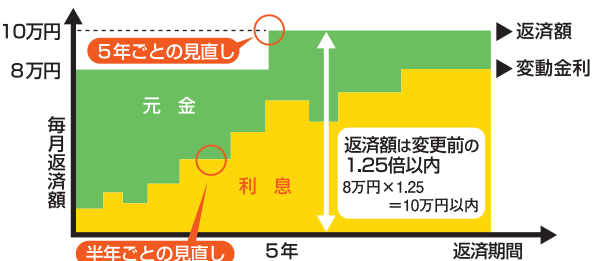 10万円
返済額
5年ごとの見直し
8万円
変動金利
元 金
毎月返済額
返済額は変更前の
1.25倍以内
8万円×1.25
＝10万円以内
利 息
半年ごとの見直し
5年
返済期間